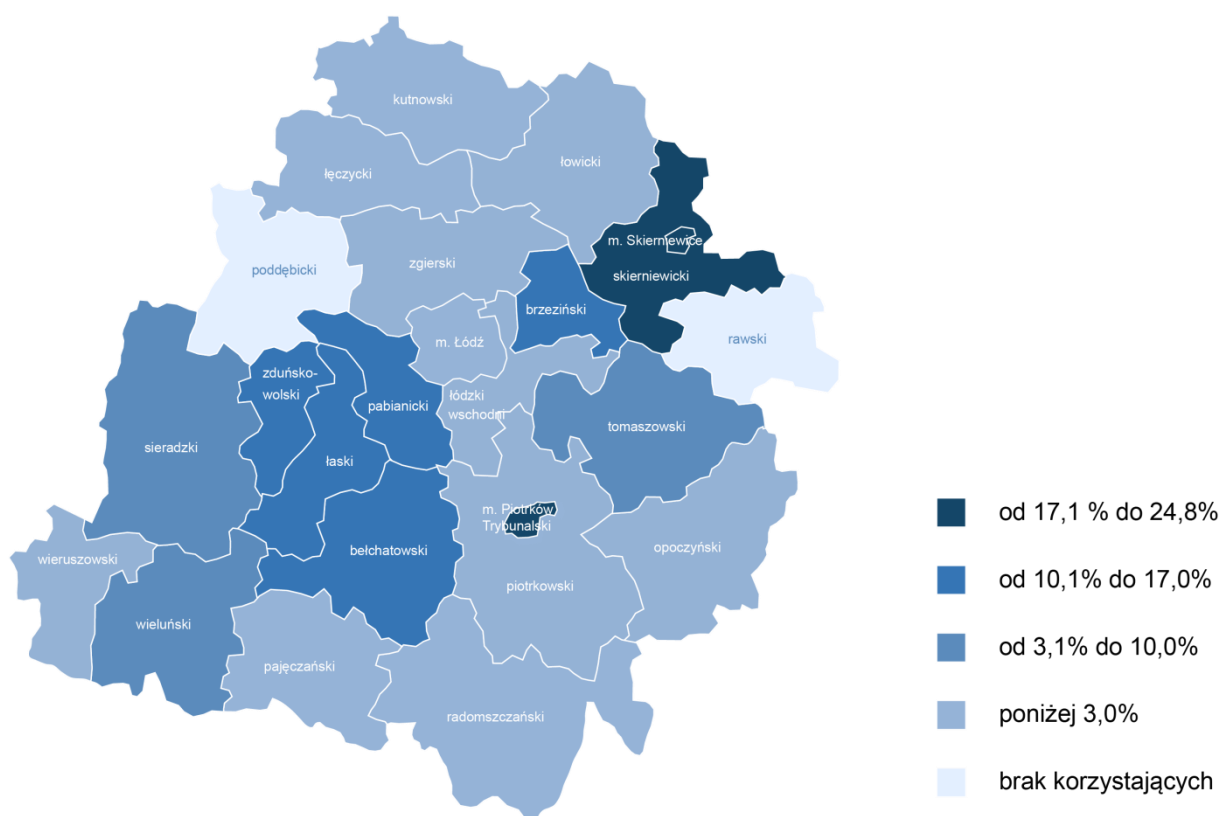 kutnowski
łowicki
łęczycki
m. Skierniewice
skierniewicki
zgierski
poddębicki
brzeziński
rawski
m. Łódź
zduńsko-
wolski
pabianicki
łódzki
wschodni
tomaszowski
sieradzki
łaski
m. Piotrków
Trybunalski
opoczyński
bełchatowski
wieruszowski
piotrkowski
wieluński
pajęczański
radomszczański
od 17,1 % do 24,8%
od 10,1% do 17,0%
od 3,1% do 10,0%
poniżej 3,0%
brak korzystających